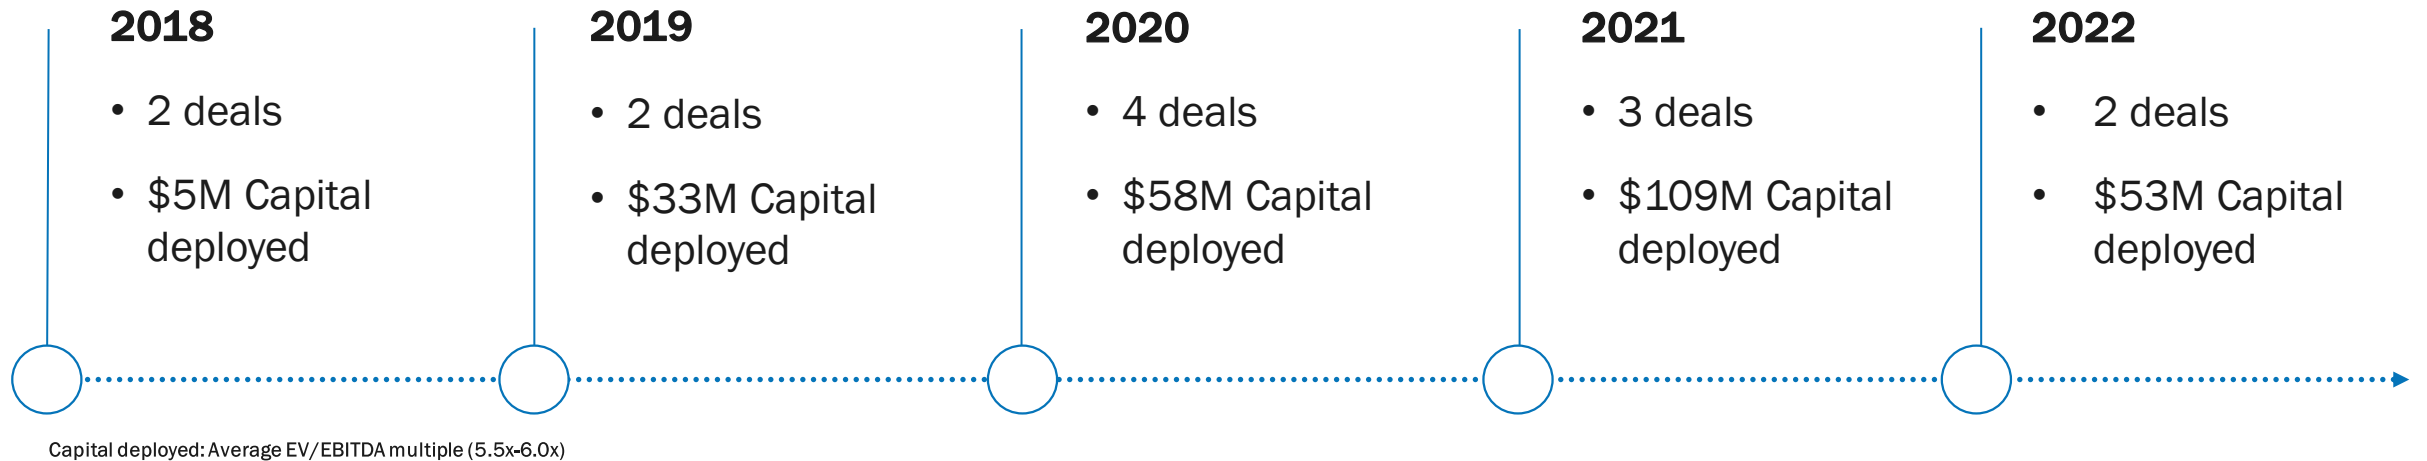 2018
• 2 deals
• $5M Capital
deployed
2019
• 2 deals
• $33M Capital
deployed
2020
• 4 deals
• $58M Capital
deployed
2021
• 3 deals
• $109M Capital
deployed
2022
• 2 deals
• $53M Capital
deployed
Capital deployed: Average EV/EBITDA multiple (5.5x-6.0x)